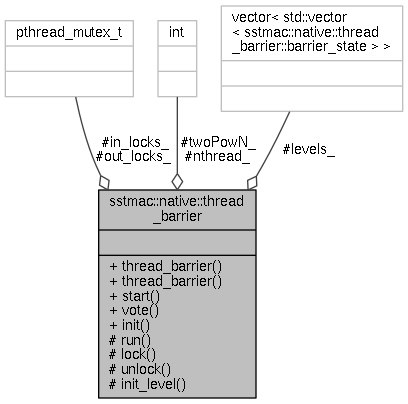 pthread_mutex_t
int
vector< std::vector
< sstmac::native::thread
_barrier::barrier_state > >
#in_locks_
#out_locks_
#twoPowN_
#nthread_
#levels_
sstmac::native::thread
_barrier
+ thread_barrier()
+ thread_barrier()
+ start()
+ vote()
+ init()
# run()
# lock()
# unlock()
# init_level()